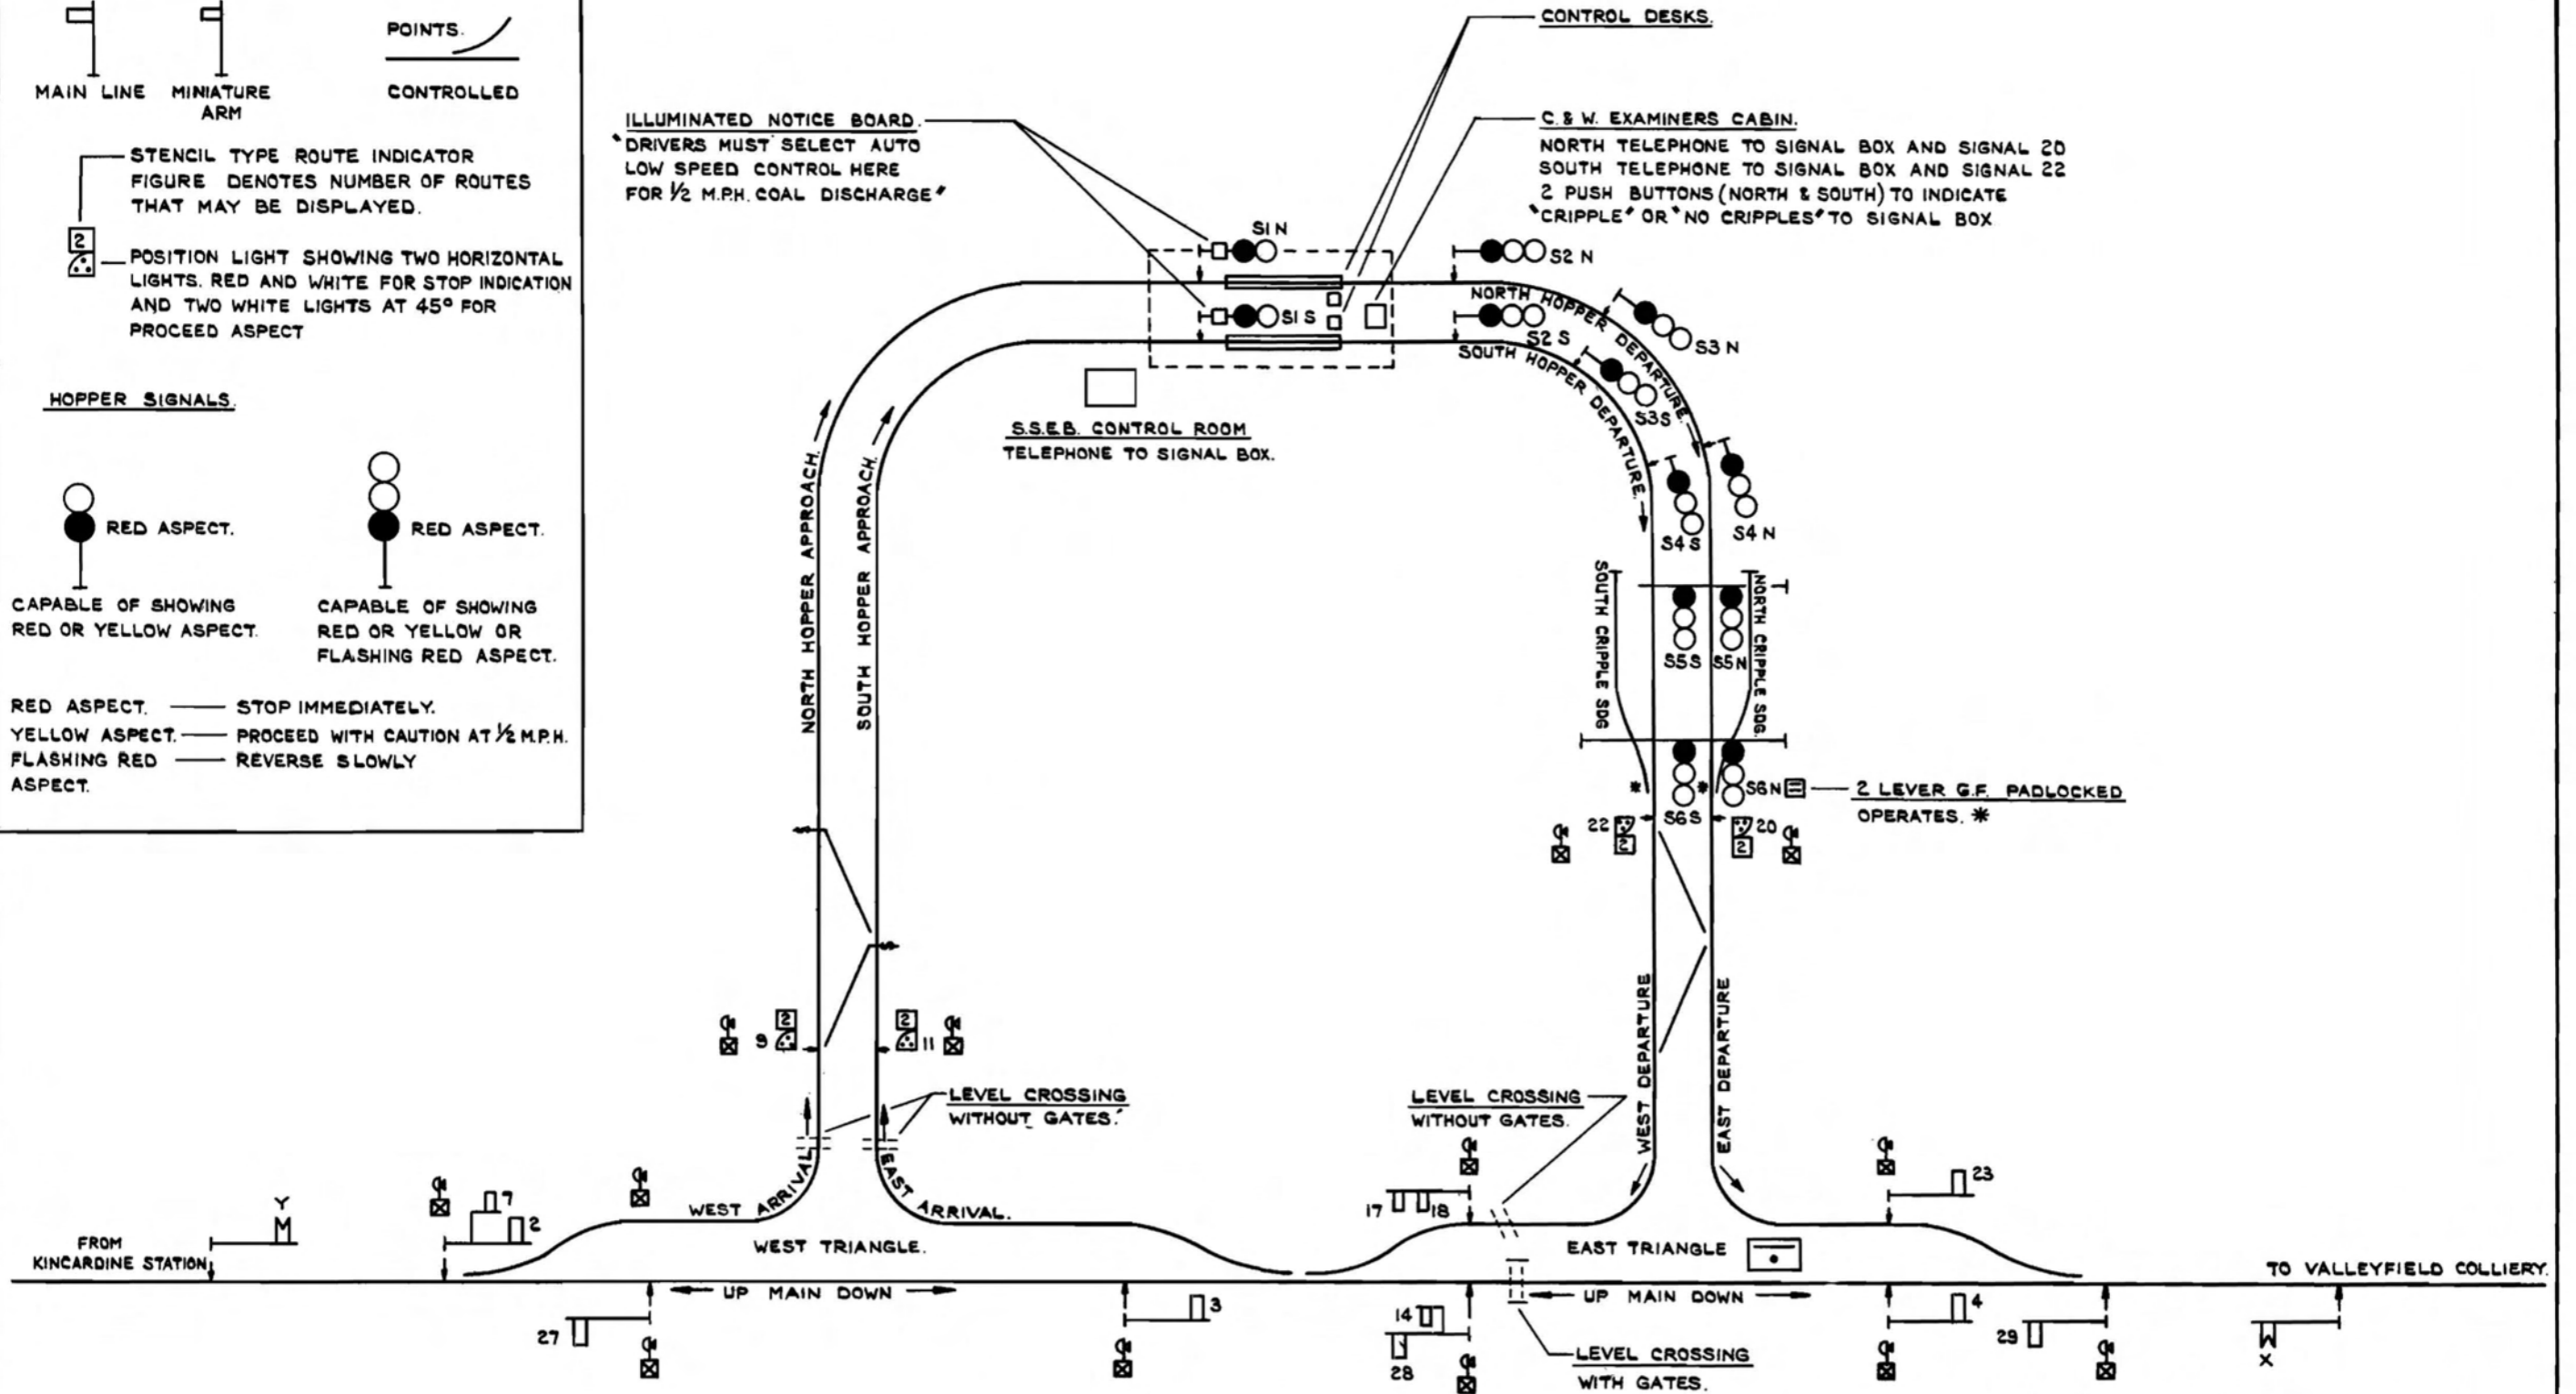 MAIN LINE
MINIATURE
ARM
POINTS.
CONTROLLED
STENCIL TYPE ROUTE INDICATOR
FIGURE DENOTES NUMBER OF ROUTES
THAT MAY BE DISPLAYED.
2
POSITION LIGHT SHOWING TWO HORIZONTAL
LIGHTS. RED AND WHITE FOR STOP INDICATION
AND TWO WHITE LIGHTS AT 45° FOR
PROCEED ASPECT
HOPPER SIGNALS.
RED ASPECT.
RED ASPECT.
CAPABLE OF SHOWING
RED OR YELLOW ASPECT.
CAPABLE OF SHOWING
RED OR YELLOW OR
FLASHING RED ASPECT.
RED ASPECT. STOP IMMEDIATELY.
YELLOW ASPECT. PROCEED WITH CAUTION AT ½ M.P.H.
FLASHING RED REVERSE SLOWLY
ASPECT.
CONTROL DESKS.
ILLUMINATED NOTICE BOARD.
"DRIVERS MUST SELECT AUTO
LOW SPEED CONTROL HERE
FOR ½ M.P.H. COAL DISCHARGE"
C. & W. EXAMINERS CABIN.
NORTH TELEPHONE TO SIGNAL BOX AND SIGNAL 20
SOUTH TELEPHONE TO SIGNAL BOX AND SIGNAL 22
2 PUSH BUTTONS (NORTH & SOUTH) TO INDICATE
"CRIPPLE" OR "NO CRIPPLES" TO SIGNAL BOX
S1 N
S2 N
S1 S
S2 S
NORTH HOPPER DEPARTURE.
SOUTH HOPPER DEPARTURE.
S3 N
S3 S
S4 S
S4 N
S.S.E.B. CONTROL ROOM
TELEPHONE TO SIGNAL BOX.
NORTH HOPPER APPROACH.
SOUTH HOPPER APPROACH.
SOUTH CRIPPLE SDG
NORTH CRIPPLE SDG.
S5 S
S5 N
* *
S6 N
S6 S
2 LEVER G.F. PADLOCKED
OPERATES. *
22
2
20
2
9
2
2
11
LEVEL CROSSING
WITHOUT GATES.
LEVEL CROSSING
WITHOUT GATES.
WEST DEPARTURE
EAST DEPARTURE
WEST ARRIVAL
EAST ARRIVAL.
WEST TRIANGLE.
EAST TRIANGLE
Y
M
7
2
17
18
23
FROM
KINCARDINE STATION
TO VALLEYFIELD COLLIERY.
UP MAIN DOWN
UP MAIN DOWN
27
3
14
28
4
29
W
X
LEVEL CROSSING
WITH GATES.